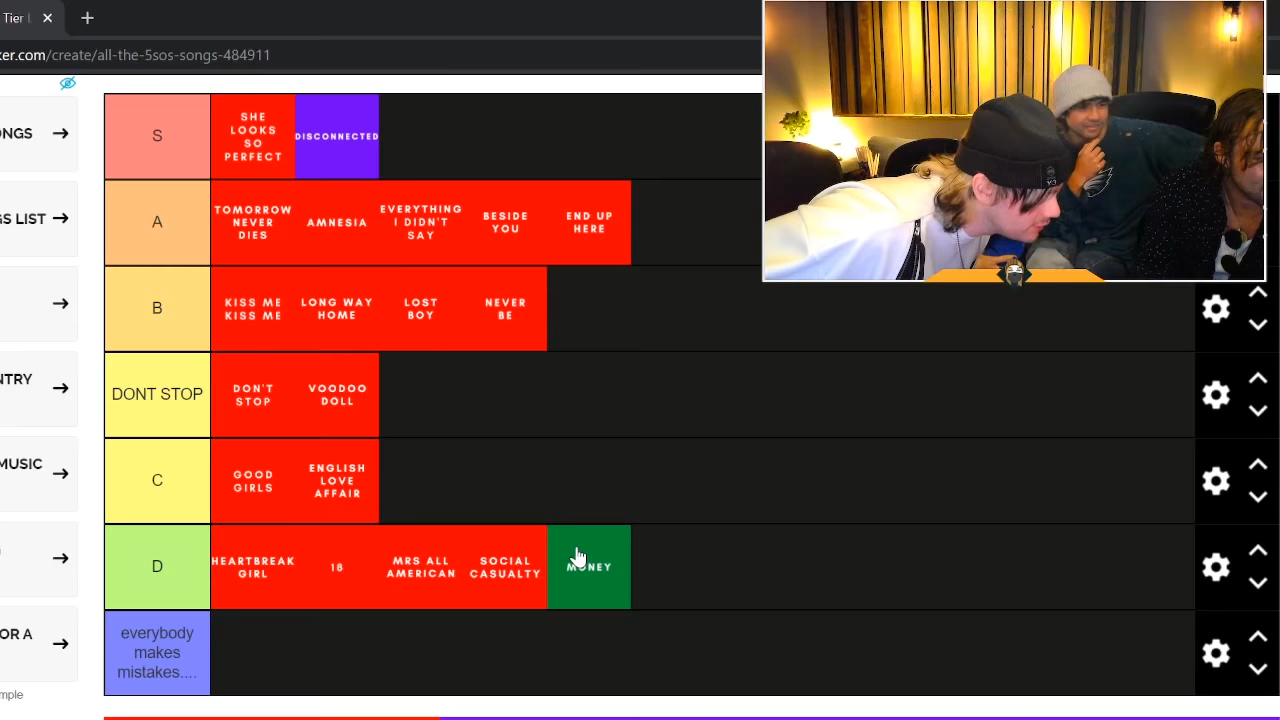 Tier l
ker.com/create/all-the-5sos-songs-484911
ONGS
GS LIST
NTRY
MUSIC
OR A
mple
S
SHE
LOOKS
SO
PERFECT
DISCONNECTED
A
TOMORROW
NEVER
DIES
AMNESIA
EVERYTHING
I DIDN'T
SAY
BESIDE
YOU
END UP
HERE
B
KISS ME
KISS ME
LONG WAY
HOME
LOST
BOY
NEVER
BE
DONT STOP
DON'T
STOP
VOODOO
DOLL
C
GOOD
GIRLS
ENGLISH
LOVE
AFFAIR
D
HEARTBREAK
GIRL
18
MRS ALL
AMERICAN
SOCIAL
CASUALTY
MONEY
everybody
makes
mistakes....